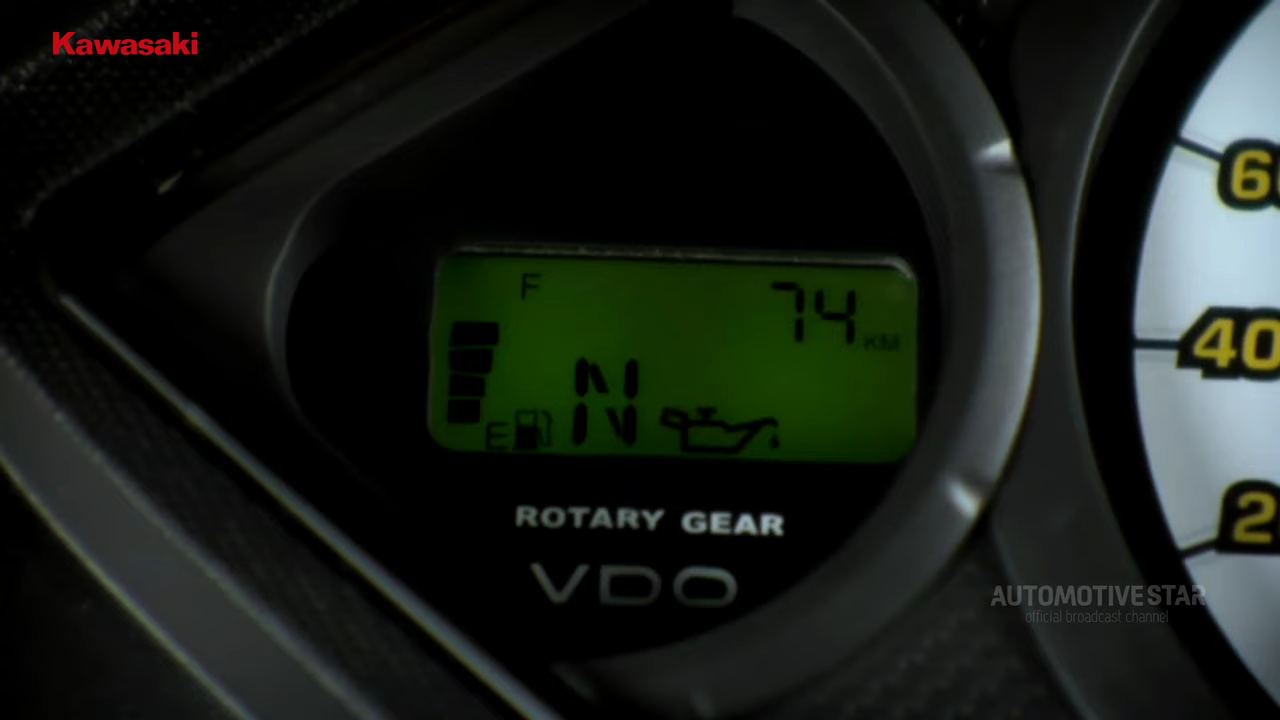 Kawasaki
F
74
KM
N
E
ROTARY GEAR
VDO
60
40
AUTOMOTIVE STAR
official broadcast channel